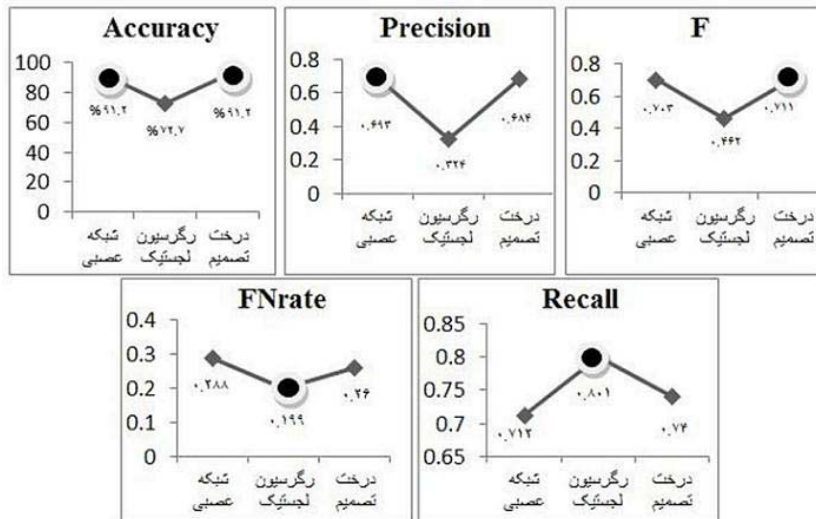 Accuracy
100
80
60
40
20
0
%۹۱.۲
%۷۲.۷
%۹۱.۲
شبکه عصبی
رگرسیون لجستیک
درخت تصمیم
Precision
0.8
0.6
0.4
0.2
0
۰.۶۹۳
۰.۳۲۴
۰.۶۸۴
شبکه عصبی
رگرسیون لجستیک
درخت تصمیم
F
0.8
0.6
0.4
0.2
0
۰.۷۰۳
۰.۴۶۲
۰.۷۱۱
شبکه عصبی
رگرسیون لجستیک
درخت تصمیم
FNrate
0.4
0.3
0.2
0.1
0
۰.۲۸۸
۰.۱۹۹
۰.۲۶
شبکه عصبی
رگرسیون لجستیک
درخت تصمیم
Recall
0.85
0.8
0.75
0.7
0.65
۰.۷۱۲
۰.۸۰۱
۰.۷۴
شبکه عصبی
رگرسیون لجستیک
درخت تصمیم